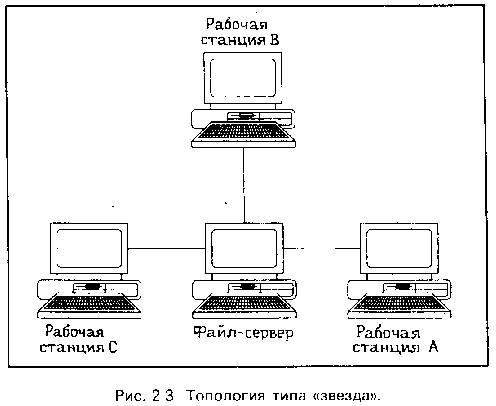 Рабочая
станция В
Рабочая
станция С
Файл-сервер
Рабочая
станция А
Рис. 2 3 Топология типа «звезда».